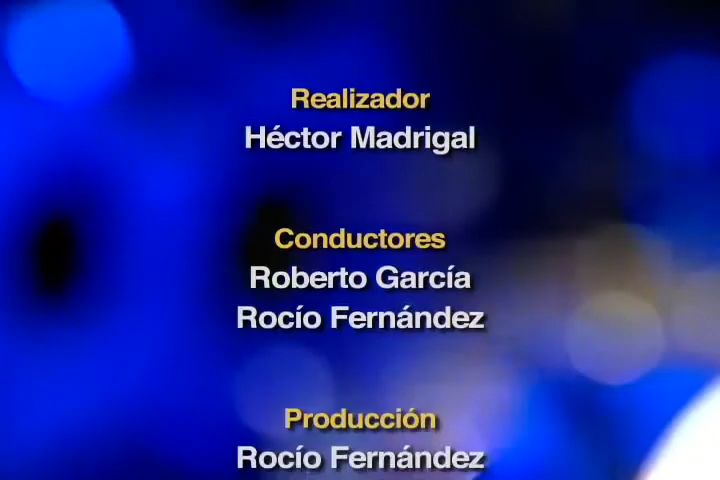 Realizador
Héctor Madrigal
Conductores
Roberto García
Rocío Fernández
Producción
Rocío Fernández